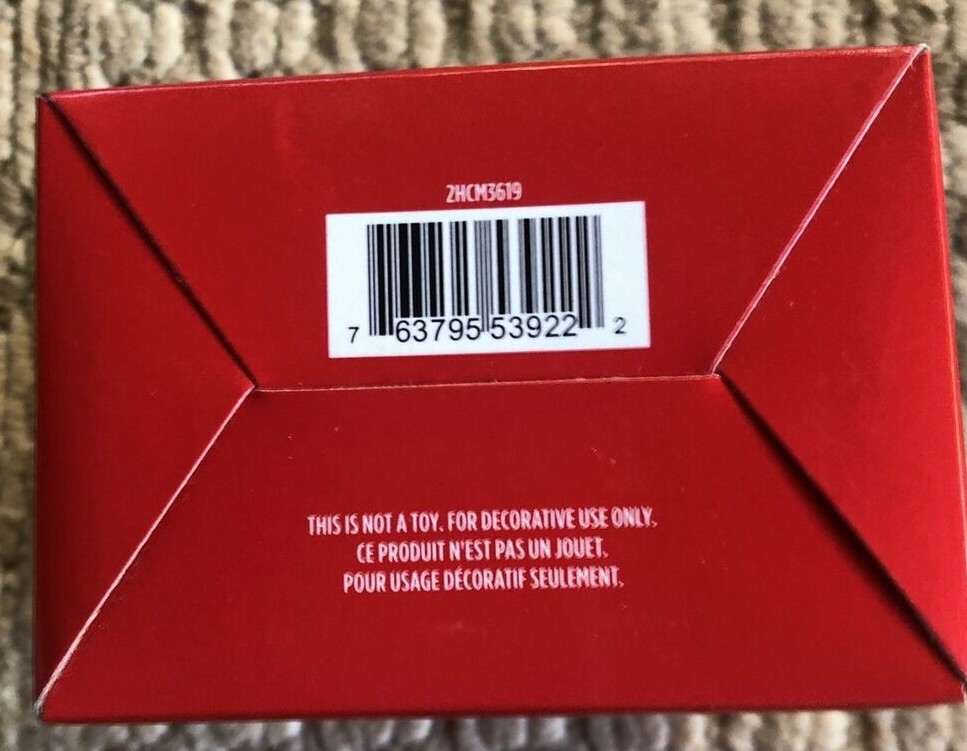 2HCM3619
7 63795 53922 2
THIS IS NOT A TOY. FOR DECORATIVE USE ONLY.
CE PRODUIT N'EST PAS UN JOUET.
POUR USAGE DÉCORATIF SEULEMENT.